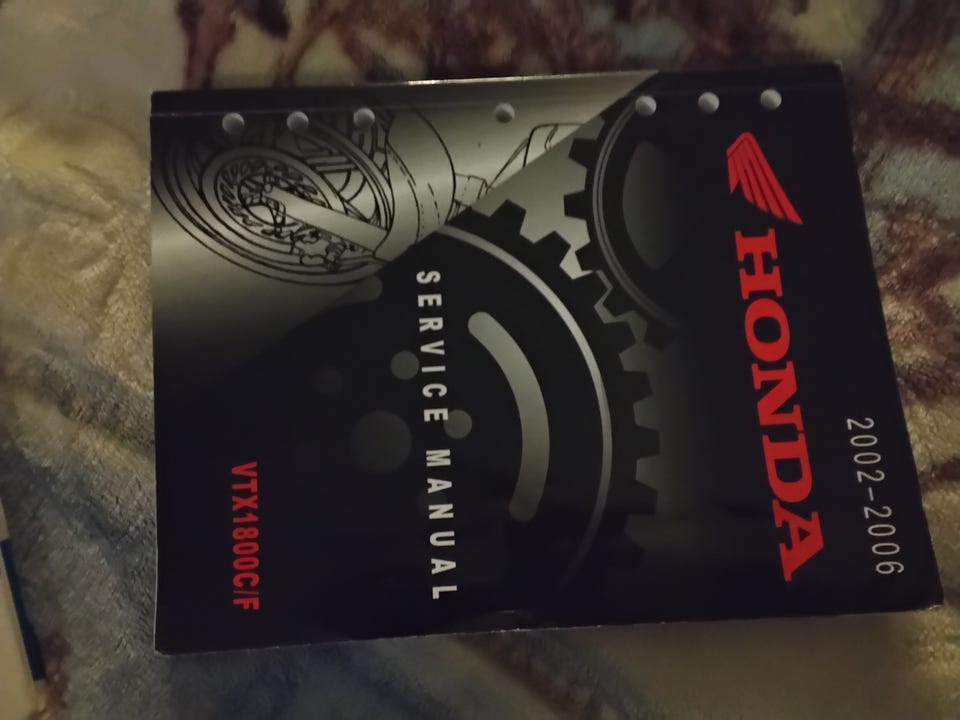 2002-2006
HONDA
SERVICE MANUAL
VTX1800C/F